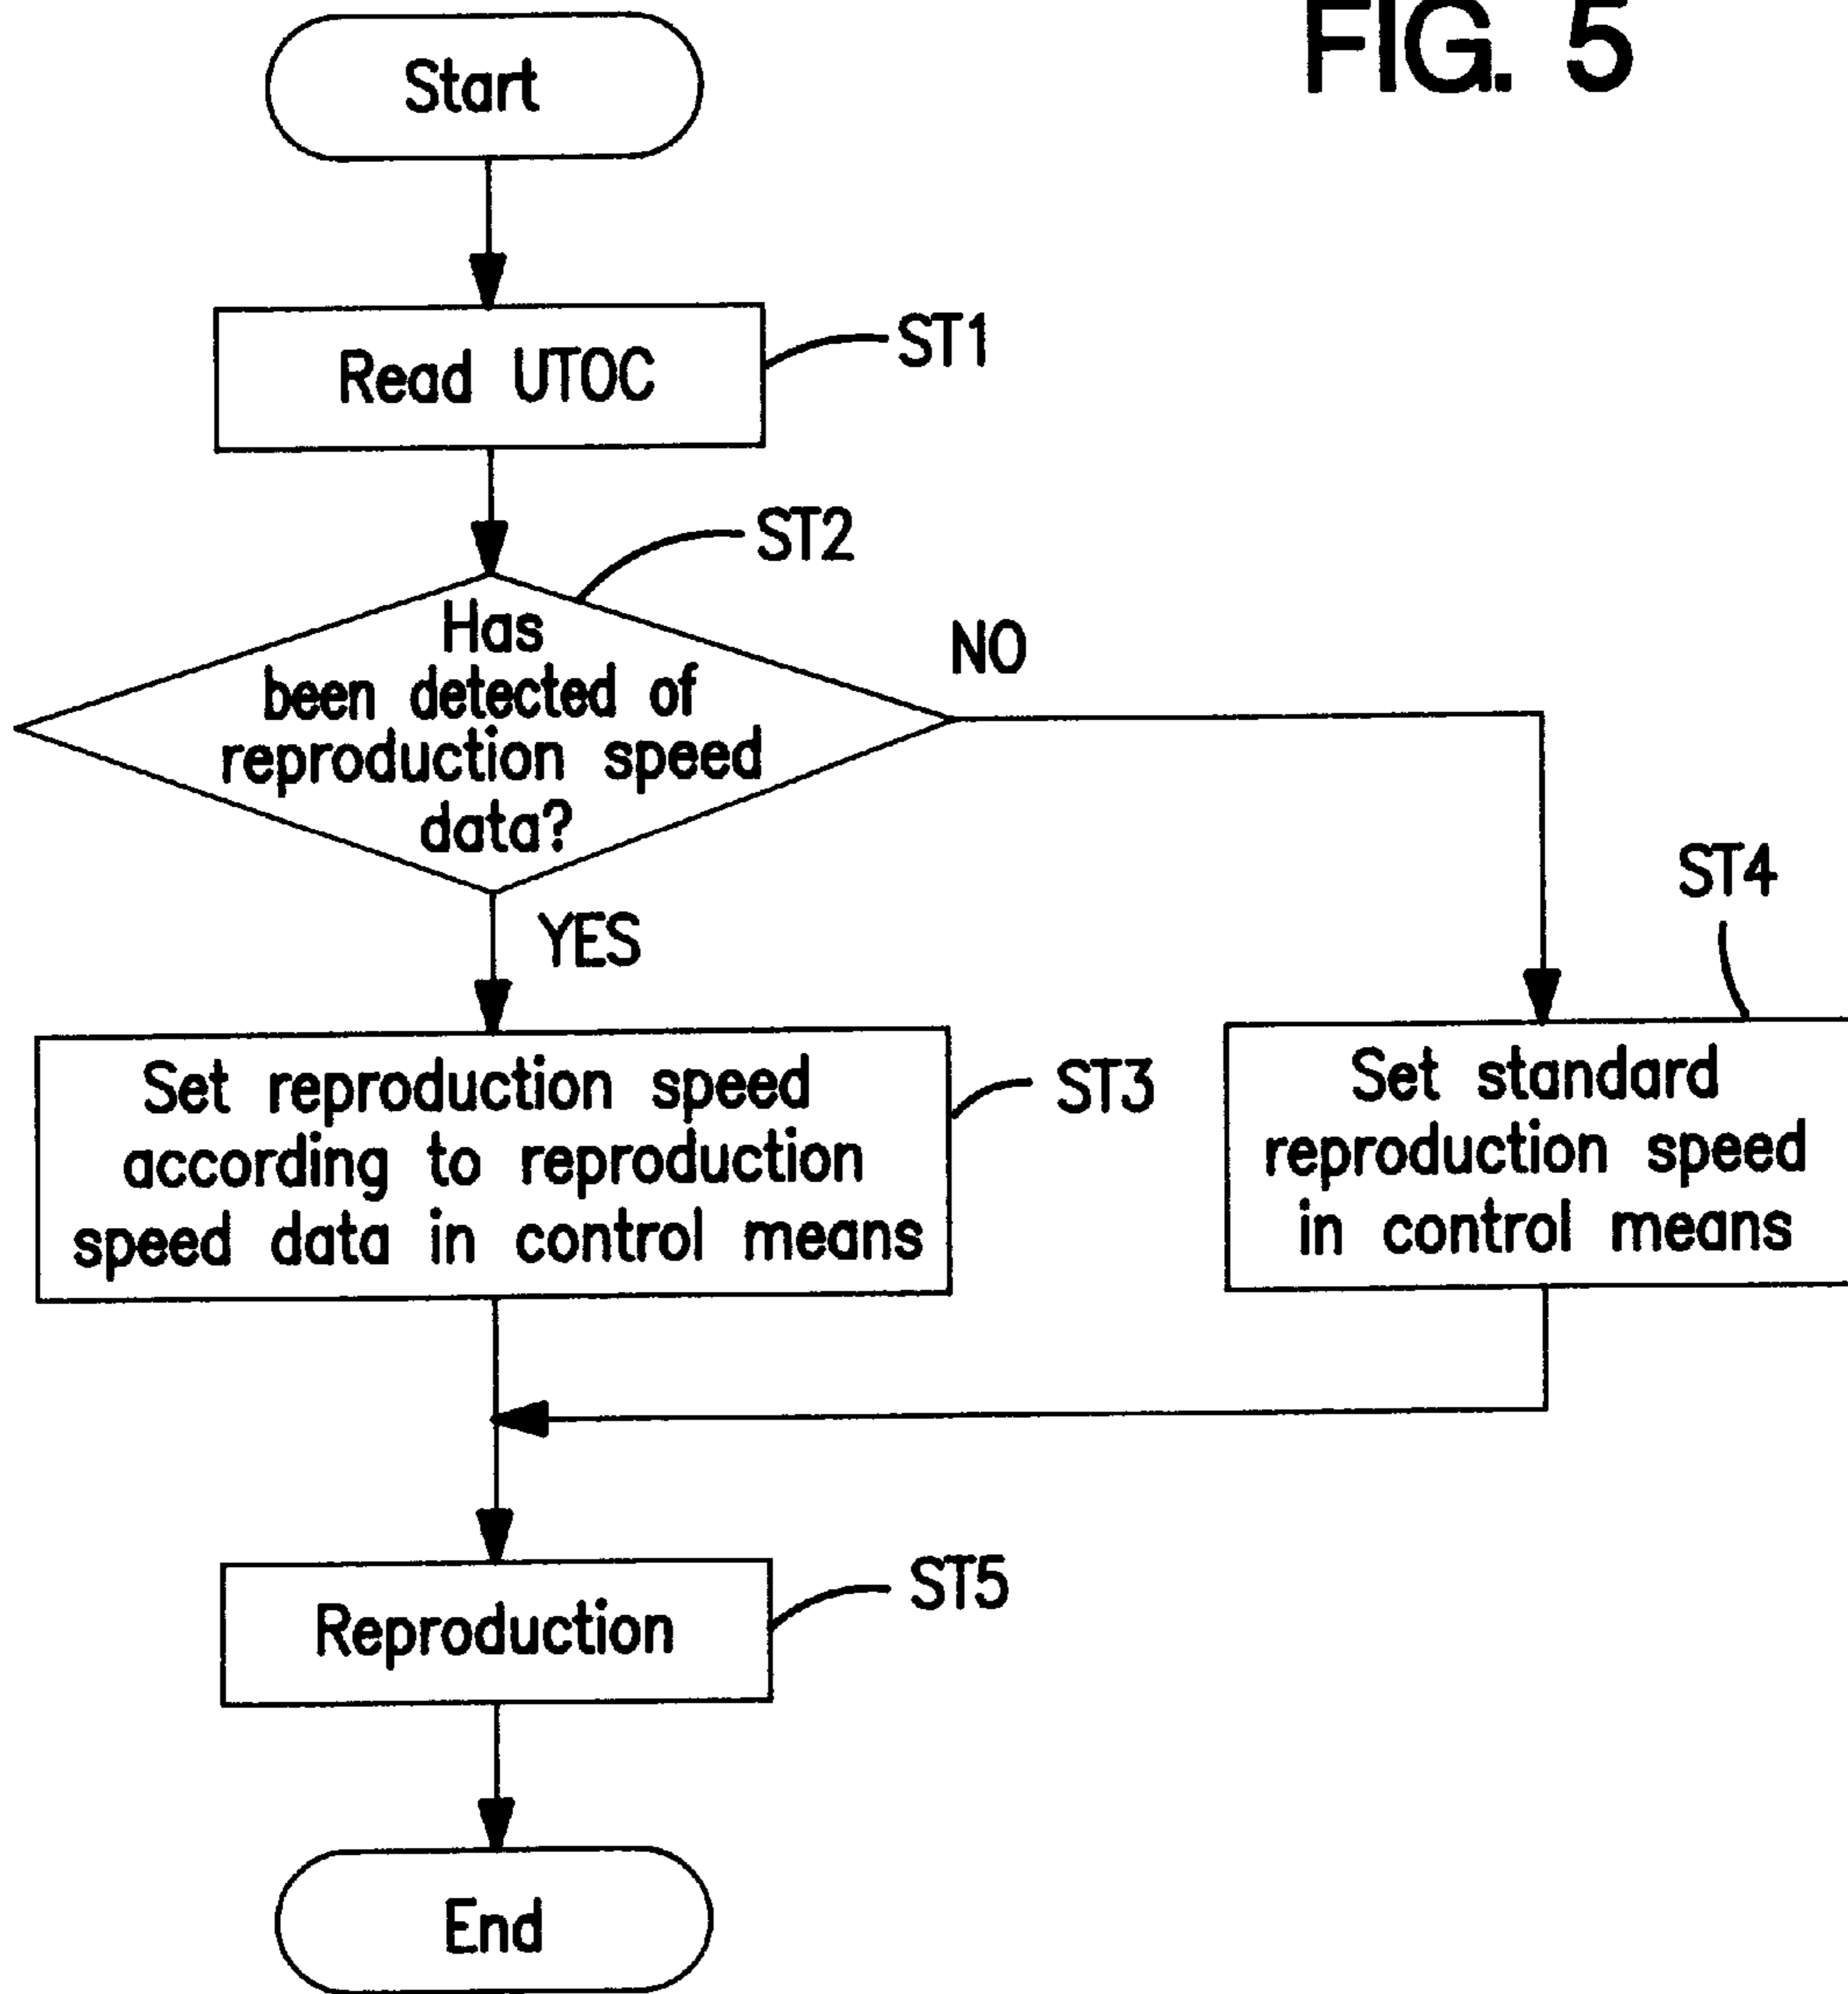 FIG. 5
Start
Read UTOC
ST1
ST2
Has
been detected of
reproduction speed
data?
NO
YES
Set reproduction speed
according to reproduction
speed data in control means
ST3
ST4
Set standard
reproduction speed
in control means
Reproduction
ST5
End